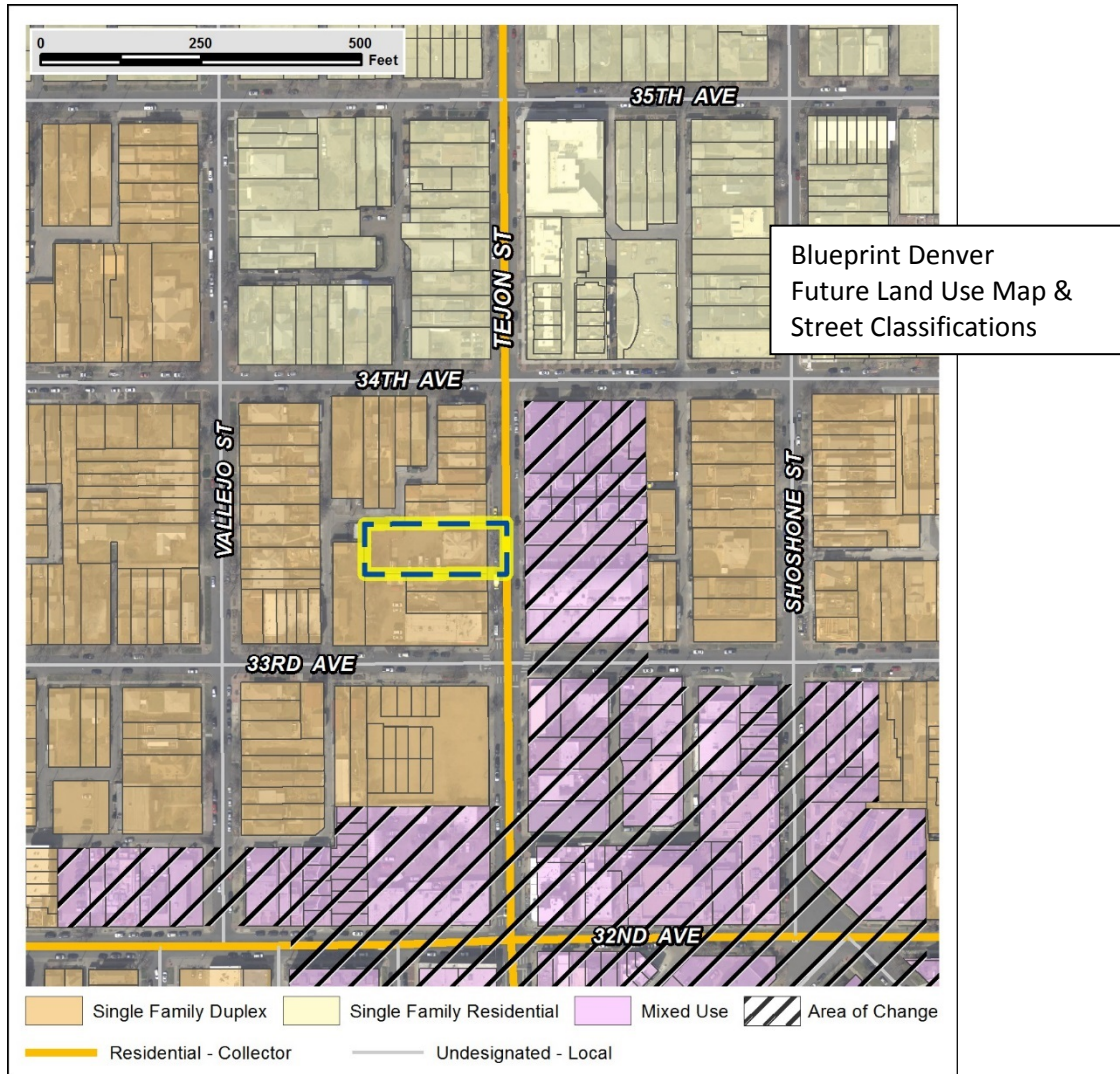 0 250 500
Feet
35TH AVE
TEJON ST
Blueprint Denver
Future Land Use Map &
Street Classifications
34TH AVE
VALLEJO ST
SHOSHONE ST
33RD AVE
32ND AVE
Single Family Duplex Single Family Residential Mixed Use Area of Change
Residential - Collector Undesignated - Local